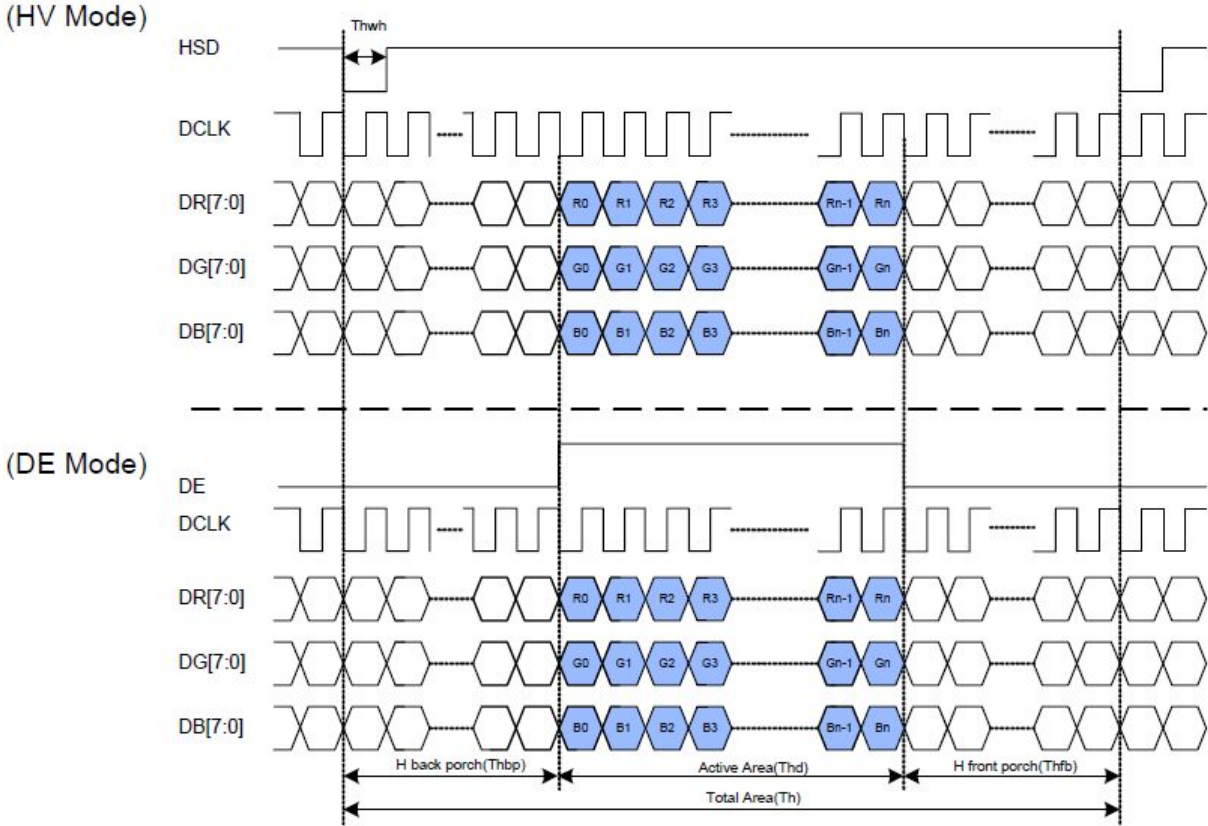 (HV Mode)
Thwh
HSD
DCLK
DR[7:0] R0 R1 R2 R3 Rn-1 Rn
DG[7:0] G0 G1 G2 G3 Gn-1 Gn
DB[7:0] B0 B1 B2 B3 Bn-1 Bn
(DE Mode)
DE
DCLK
DR[7:0] R0 R1 R2 R3 Rn-1 Rn
DG[7:0] G0 G1 G2 G3 Gn-1 Gn
DB[7:0] B0 B1 B2 B3 Bn-1 Bn
H back porch(Thbp) Active Area(Thd) H front porch(Thfb)
Total Area(Th)